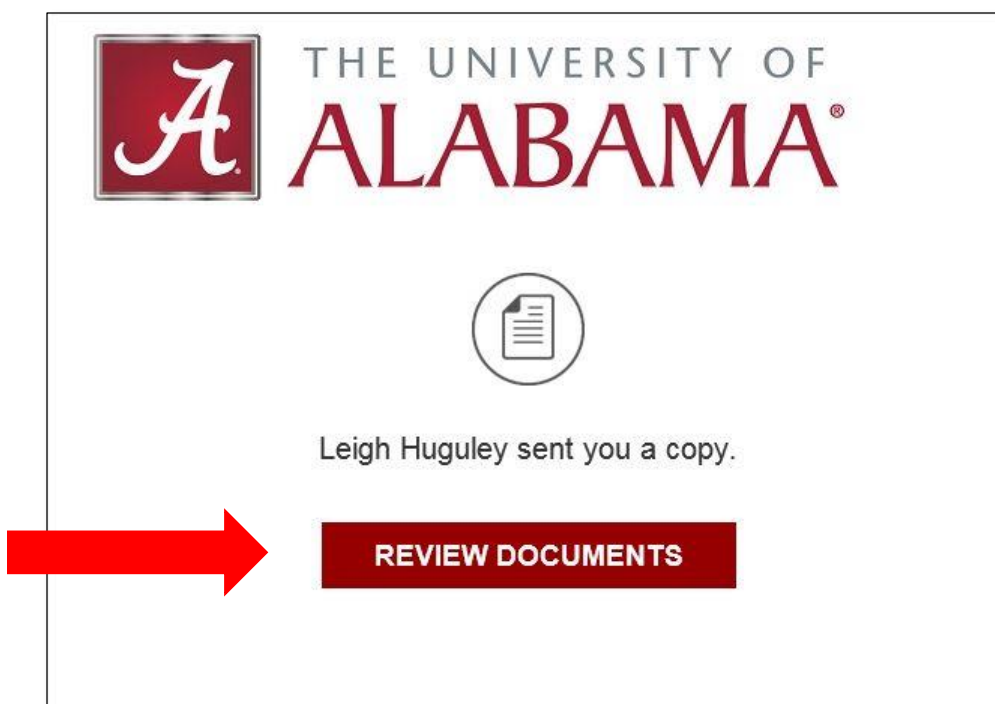 THE UNIVERSITY OF
A ALABAMA®
Leigh Huguley sent you a copy.
REVIEW DOCUMENTS